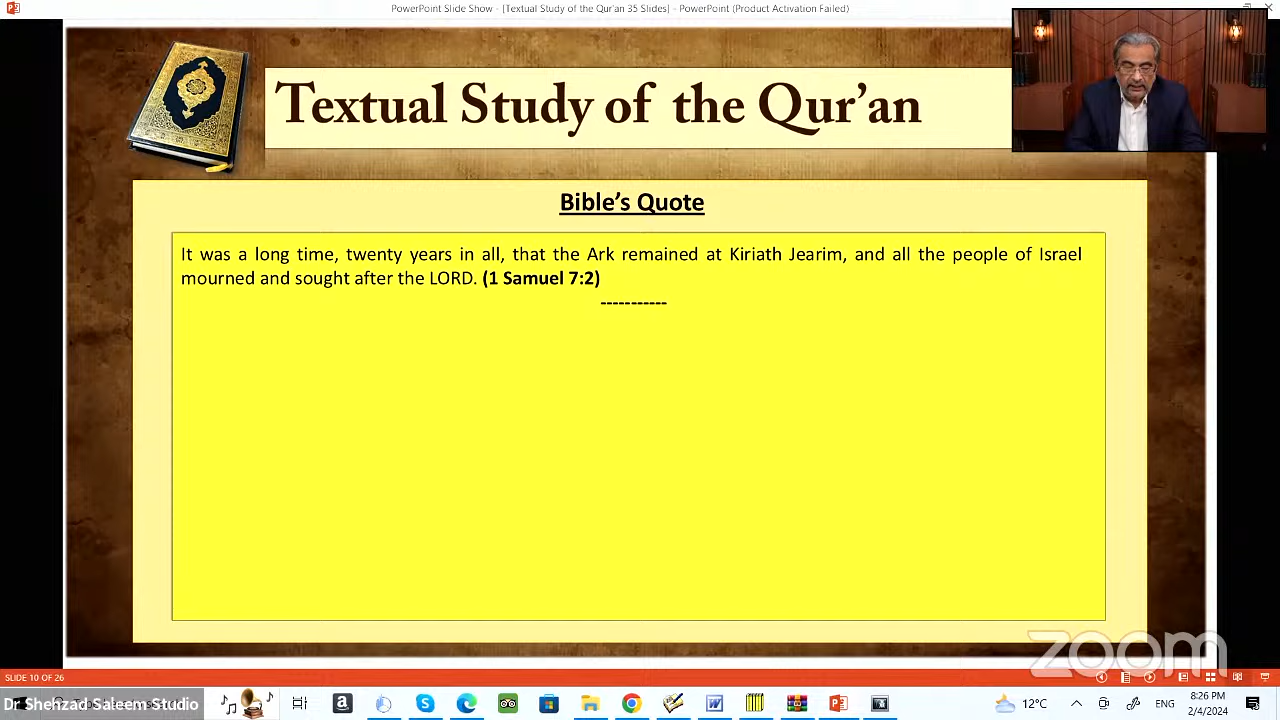 PowerPoint Slide Show - [Textual Study of the Qur'an 35 Slides] - PowerPoint (Product Activation Failed)
Textual Study of the Qur’an
Bible’s Quote
It was a long time, twenty years in all, that the Ark remained at Kiriath Jearim, and all the people of Israel
mourned and sought after the LORD. (1 Samuel 7:2)
-----------
zoom
SLIDE 10 OF 26
Dr Shehzad Saleem Studio
12°C
ENG
8:26 PM
2/4/2024